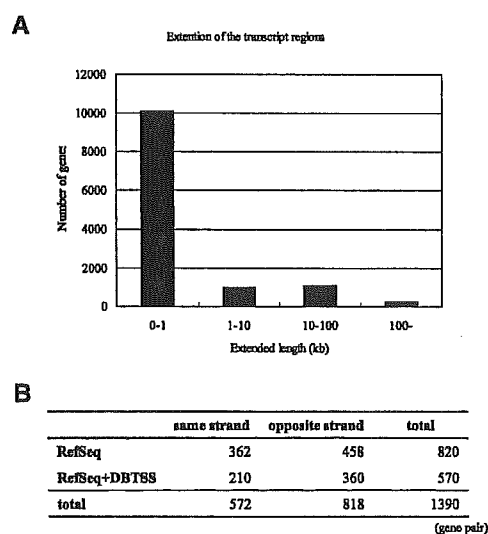 A
Extention of the transcript regions
12000
10000
8000
6000
4000
2000
0
Number of genes
0-1 1-10 10-100 100-
Extended length (kb)
B
same strand opposite strand total
RefSeq 362 458 820
RefSeq+DBTSS 210 360 570
total 572 818 1390
(gene pair)